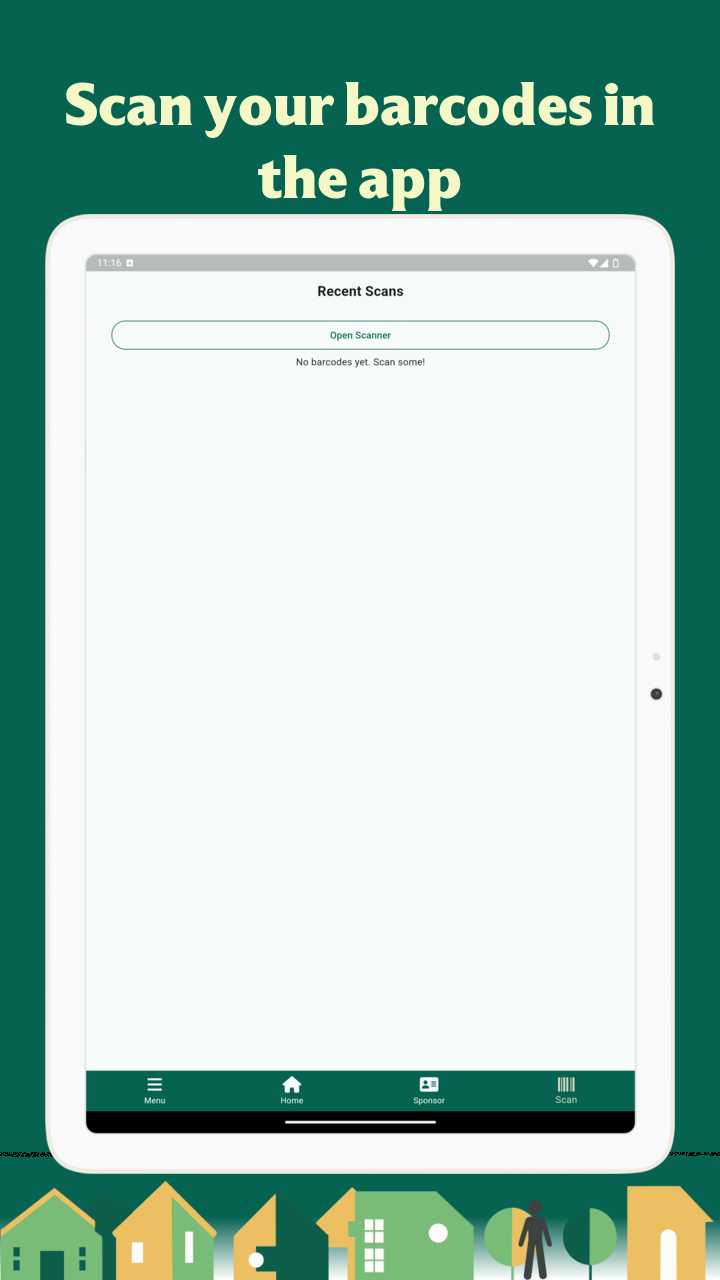 Scan your barcodes in
the app
11:16
Recent Scans
Open Scanner
No barcodes yet. Scan some!
Menu
Home
Sponsor
Scan